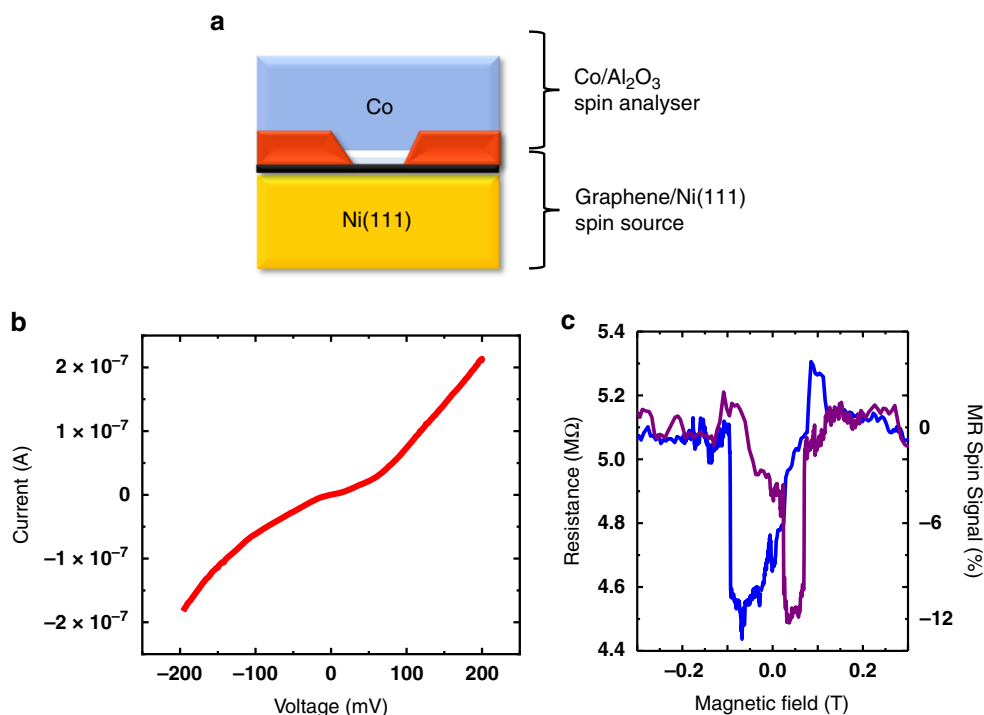 a
Co
Ni(111)
Co/Al₂O₃
spin analyser
Graphene/Ni(111)
spin source
b
Current (A)
2 × 10⁻⁷
1 × 10⁻⁷
0
−1 × 10⁻⁷
−2 × 10⁻⁷
−200 −100 0 100 200
Voltage (mV)
c
Resistance (MΩ)
5.4
5.2
5.0
4.8
4.6
4.4
−0.2 0.0 0.2
Magnetic field (T)
0
−6
−12
MR Spin Signal (%)